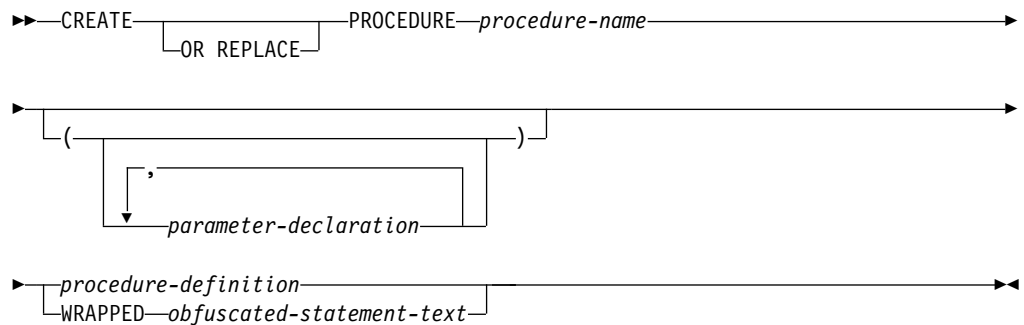 CREATE PROCEDURE procedure-name
OR REPLACE
( )
,
parameter-declaration
procedure-definition
WRAPPED obfuscated-statement-text